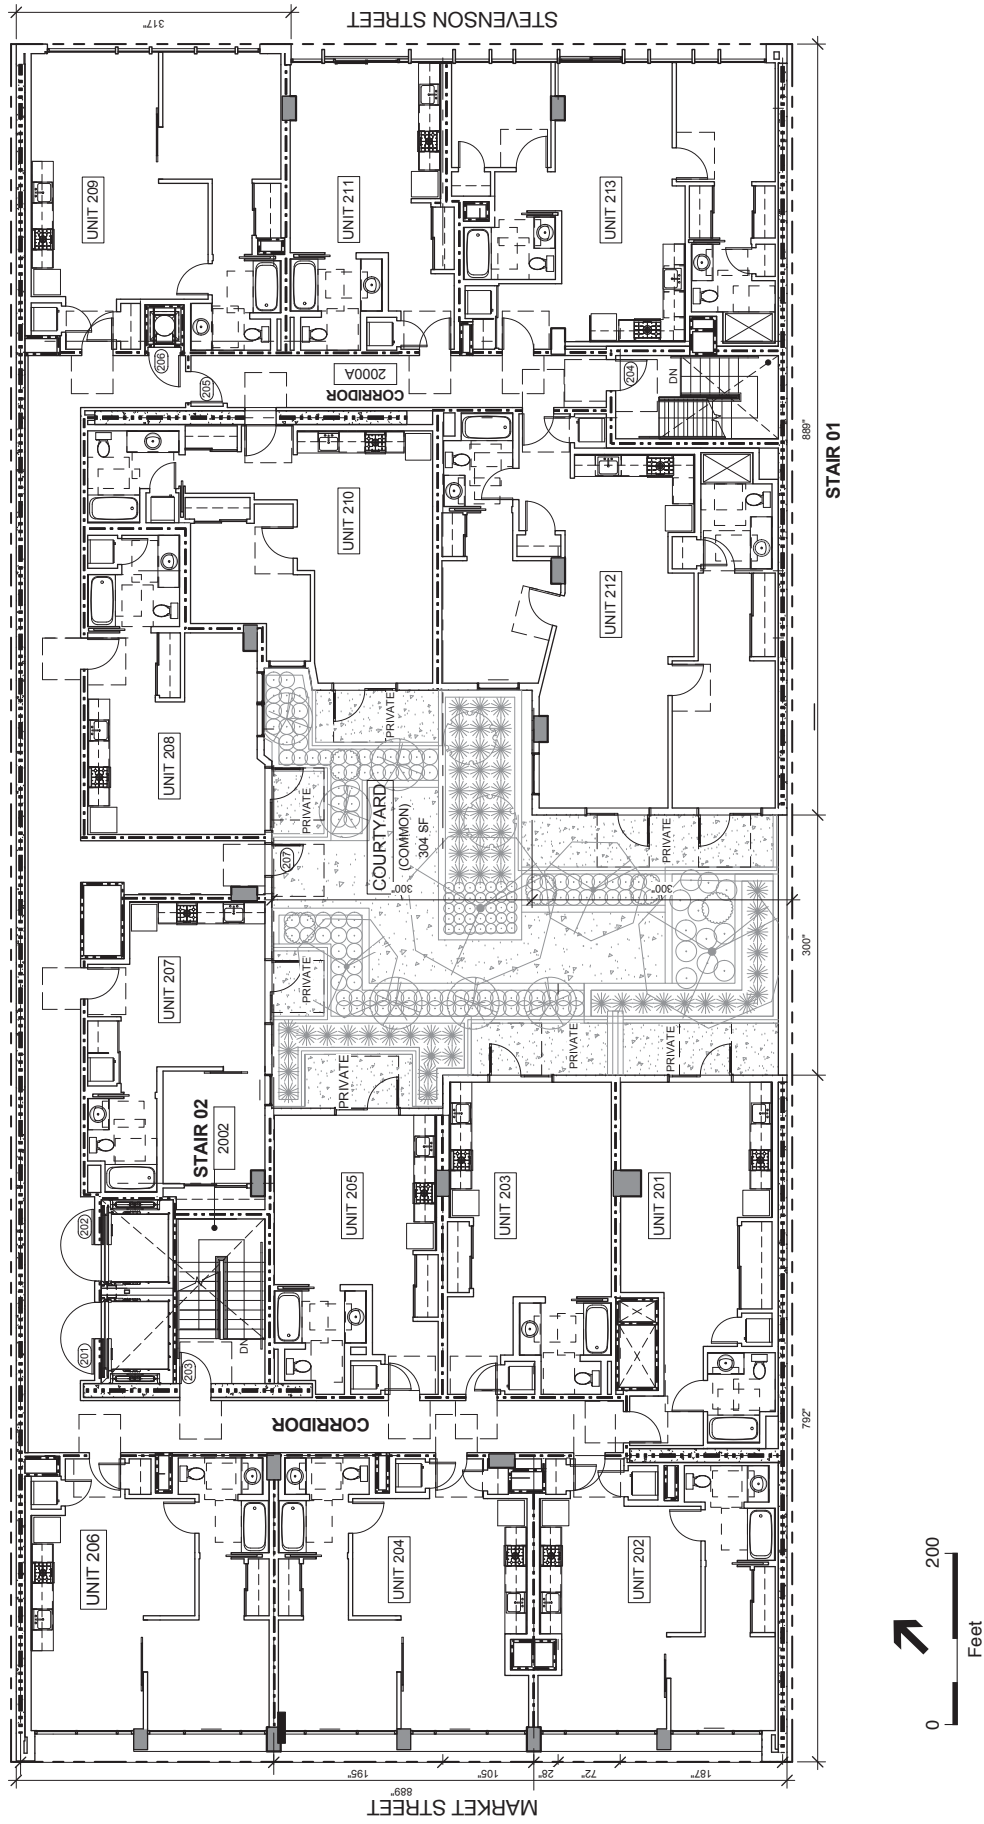 STEVENSON STREET
317"
UNIT 209
UNIT 211
UNIT 213
206
205
2000A
CORRIDOR
204
DN
889"
STAIR 01
UNIT 210
UNIT 212
UNIT 208
PRIVATE
PRIVATE
COURTYARD
(COMMON)
304 SF
207
PRIVATE
300"
300"
300"
UNIT 207
PRIVATE
PRIVATE
PRIVATE
PRIVATE
STAIR 02
2002
UNIT 205
UNIT 203
UNIT 201
202
201
203
DN
X
X
CORRIDOR
792"
UNIT 206
UNIT 204
UNIT 202
195"
105"
28"
72"
187"
889"
MARKET STREET
0
200
Feet